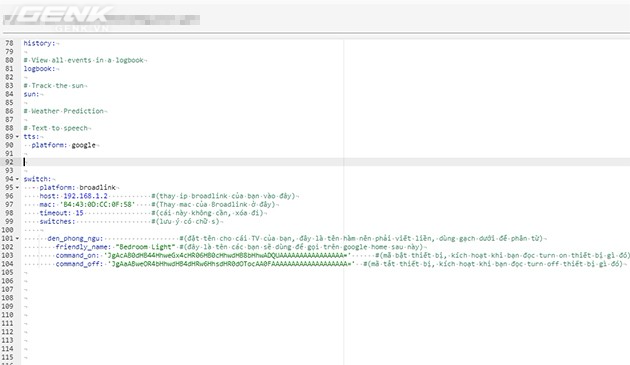 GENK
GENK.VN
78 history:
79
80 # View all events in a logbook
81 logbook:
82
83 # Track the sun
84 sun:
85
86 # Weather Prediction
87
88 # Text to speech
89 tts:
90 platform: google
91
92
93
94 switch:
95 - platform: broadlink
96 host: 192.168.1.2 #(thay ip broadlink của bạn vào đây)
97 mac: 'B4:43:0D:CC:0F:58' #(Thay mac của Broadlink ở đây)
98 timeout: 15 #(cái này không cần, xóa đi)
99 switches: #(lưu ý có chữ s)
100
101 den_phong_ngu: #(đặt tên cho cái TV của bạn, đây là tên hàm nên phải viết liền, dùng gạch dưới để phân từ)
102 friendly_name: "Bedroom Light" #(đây là tên các bạn sẽ dùng để gọi trên google home sau này)
103 command_on: #(mã bật thiết bị, kích hoạt khi bạn đọc turn on thiết bị gì đó)
104 command_off: #(mã tắt thiết bị, kích hoạt khi bạn đọc turn off thiết bị gì đó)
105
106
107
108
109
110
111
112
113
114
115